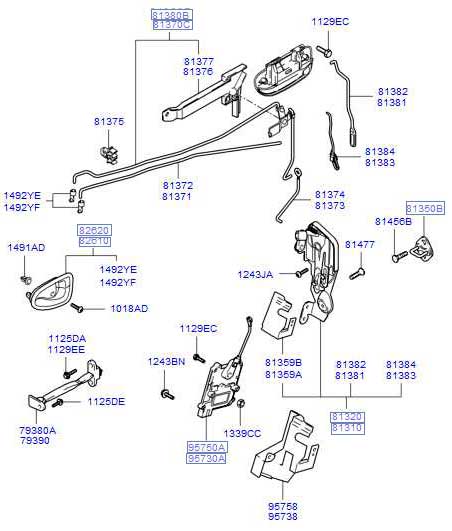 81380B
81370C
1129EC
81377
81376
81382
81381
81375
81384
81383
1492YE
1492YF
81372
81371
81374
81373
81350B
81456B
82620
82610
81477
1491AD
1492YE
1492YF
1243JA
1018AD
1129EC
1125DA
1129EE
1243BN
81359B
81359A
81382
81381
81384
81383
1125DE
79380A
79390
1339CC
81320
81310
95750A
95730A
95758
95738